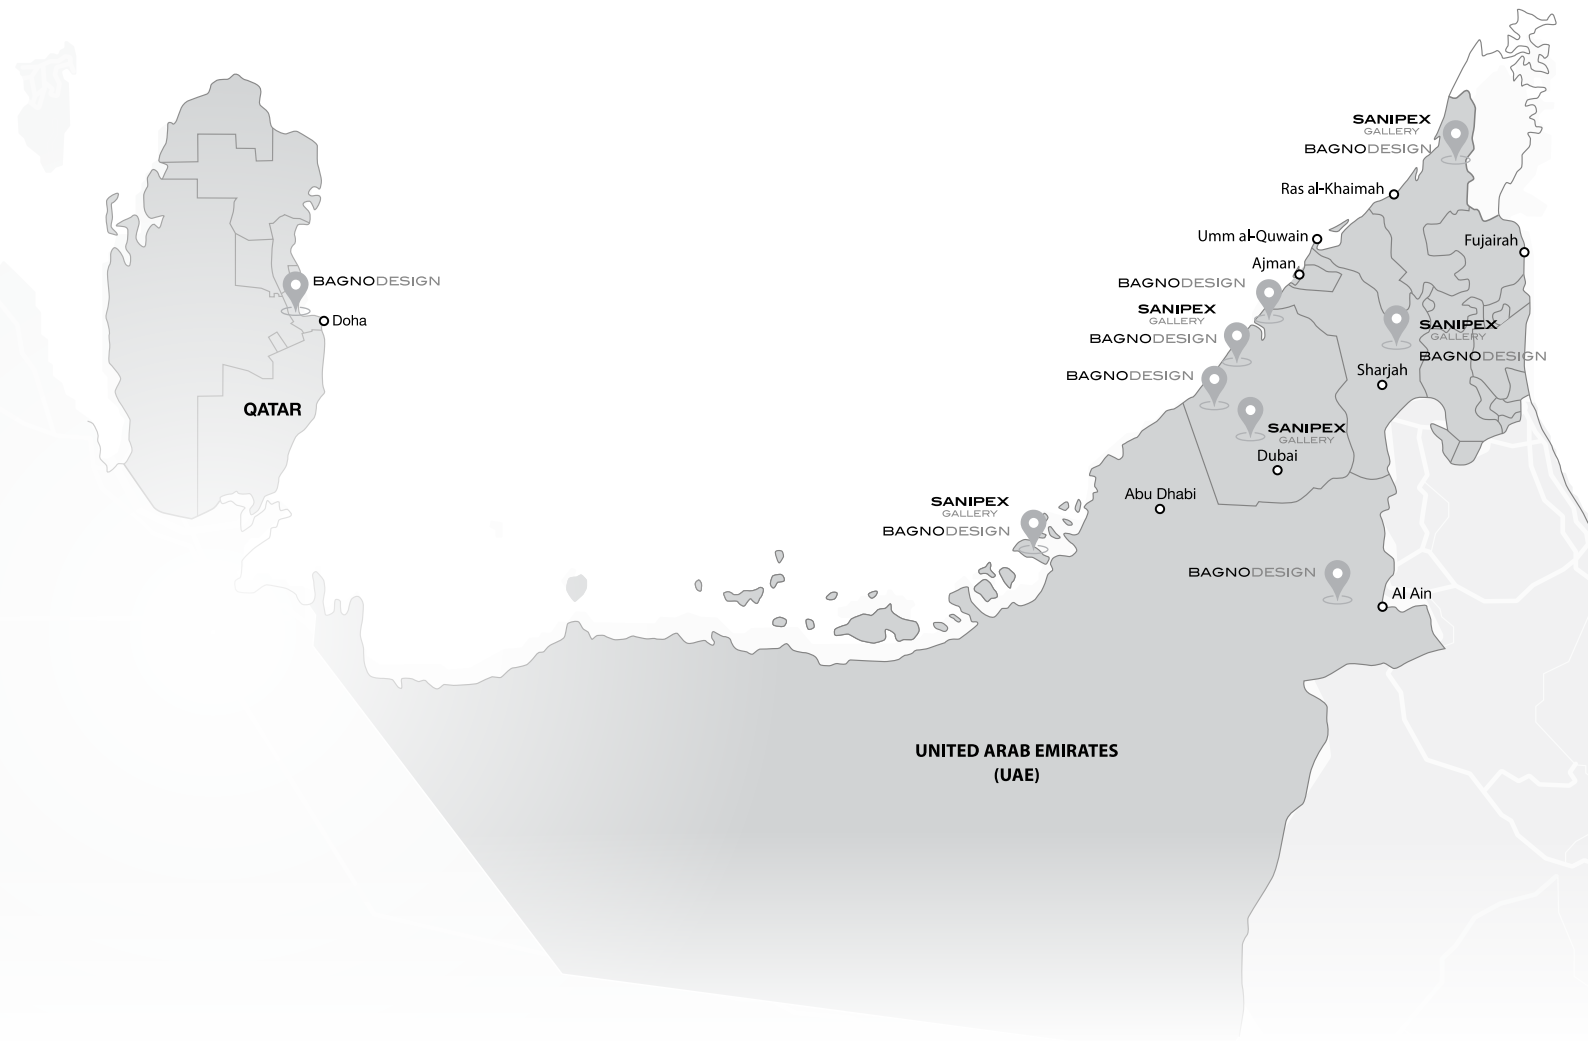 SANIPEX
GALLERY
BAGNODESIGN
Ras al-Khaimah
Umm al-Quwain
Fujairah
Ajman
BAGNODESIGN
BAGNODESIGN
SANIPEX
GALLERY
BAGNODESIGN
Doha
SANIPEX
GALLERY
BAGNODESIGN
Sharjah
BAGNODESIGN
QATAR
SANIPEX
GALLERY
Dubai
Abu Dhabi
SANIPEX
GALLERY
BAGNODESIGN
BAGNODESIGN
Al Ain
UNITED ARAB EMIRATES
(UAE)